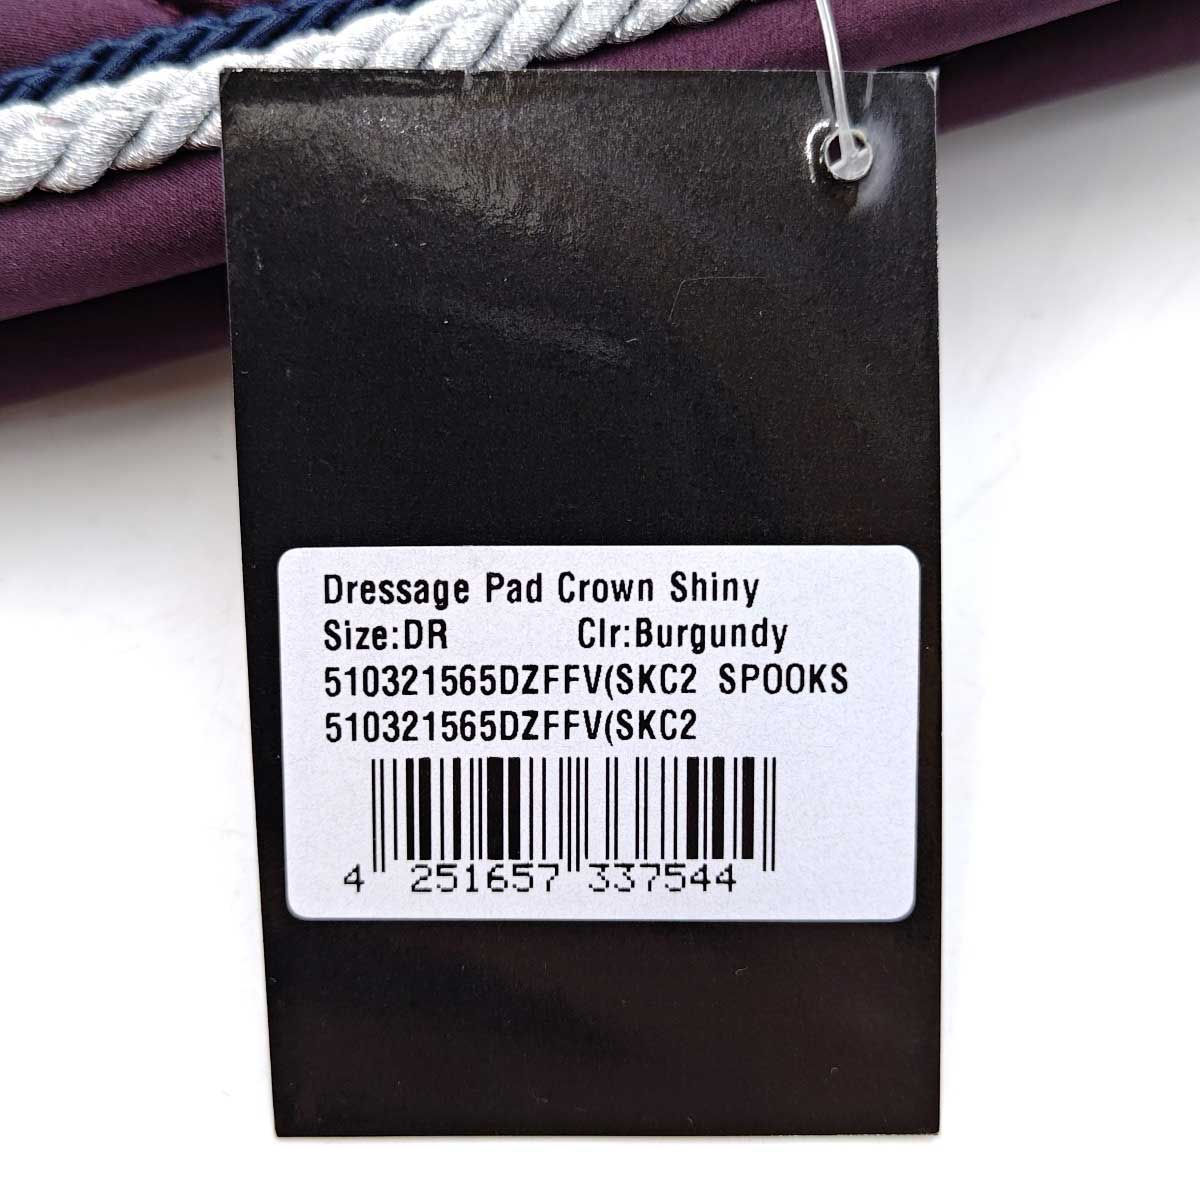 Dressage Pad Crown Shiny
Size:DR Clr:Burgundy
510321565DZFFV(SKC2 SPOOKS
510321565DZFFV(SKC2
4 251657 337544